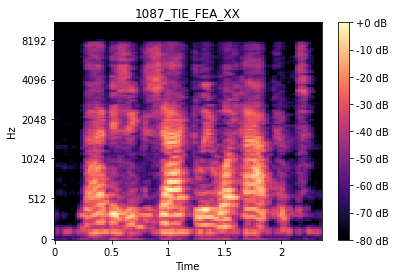 1087_TIE_FEA_XX
+0 dB
8192
-10 dB
4096
-20 dB
-30 dB
2048
Hz
-40 dB
1024
-50 dB
512
-60 dB
-70 dB
0
-80 dB
0 0.5 1 1.5 2
Time